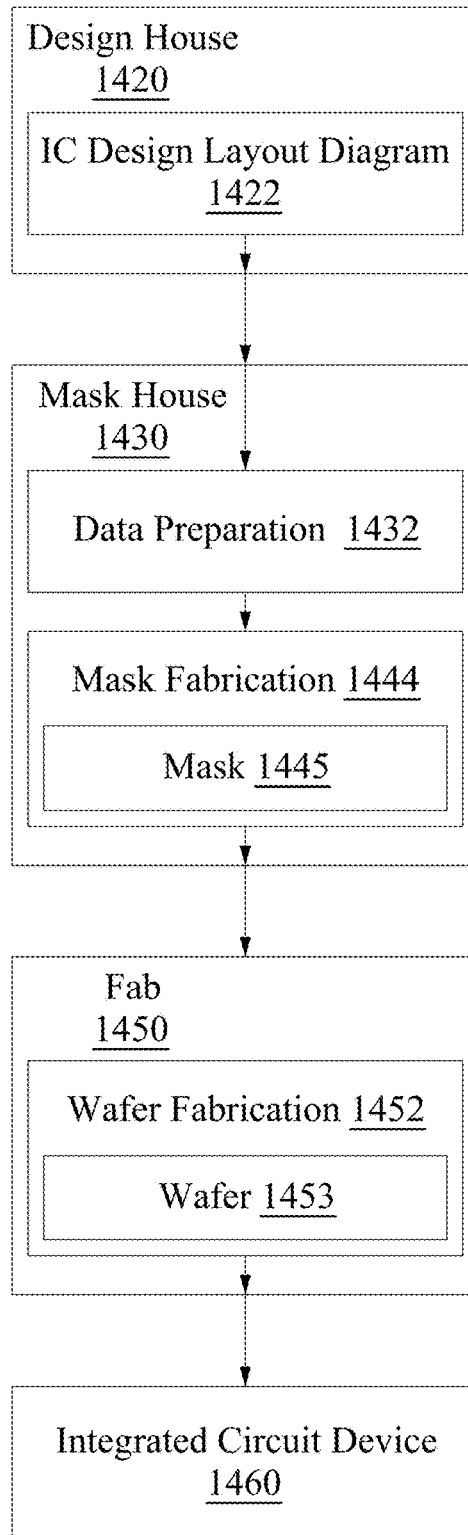 Design House
1420
IC Design Layout Diagram
1422
Mask House
1430
Data Preparation 1432
Mask Fabrication 1444
Mask 1445
Fab
1450
Wafer Fabrication 1452
Wafer 1453
Integrated Circuit Device
1460